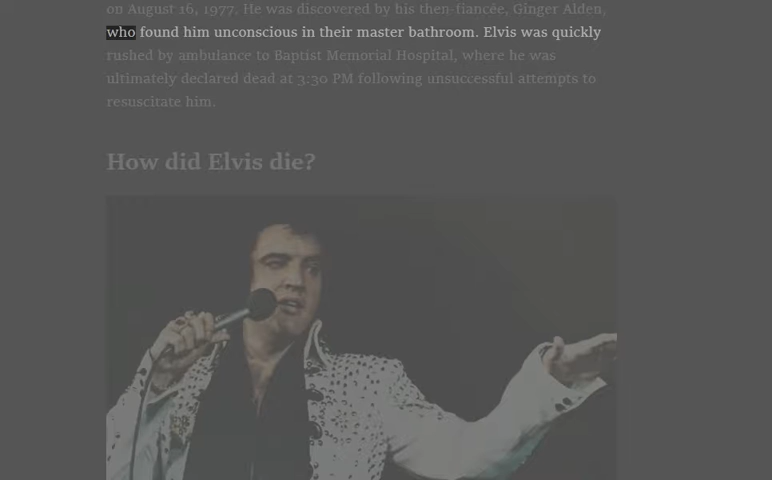 on August 16, 1977. He was discovered by his then-fiancée, Ginger Alden,
who found him unconscious in their master bathroom. Elvis was quickly
rushed by ambulance to Baptist Memorial Hospital, where he was
ultimately declared dead at 3:30 PM following unsuccessful attempts to
resuscitate him.
How did Elvis die?